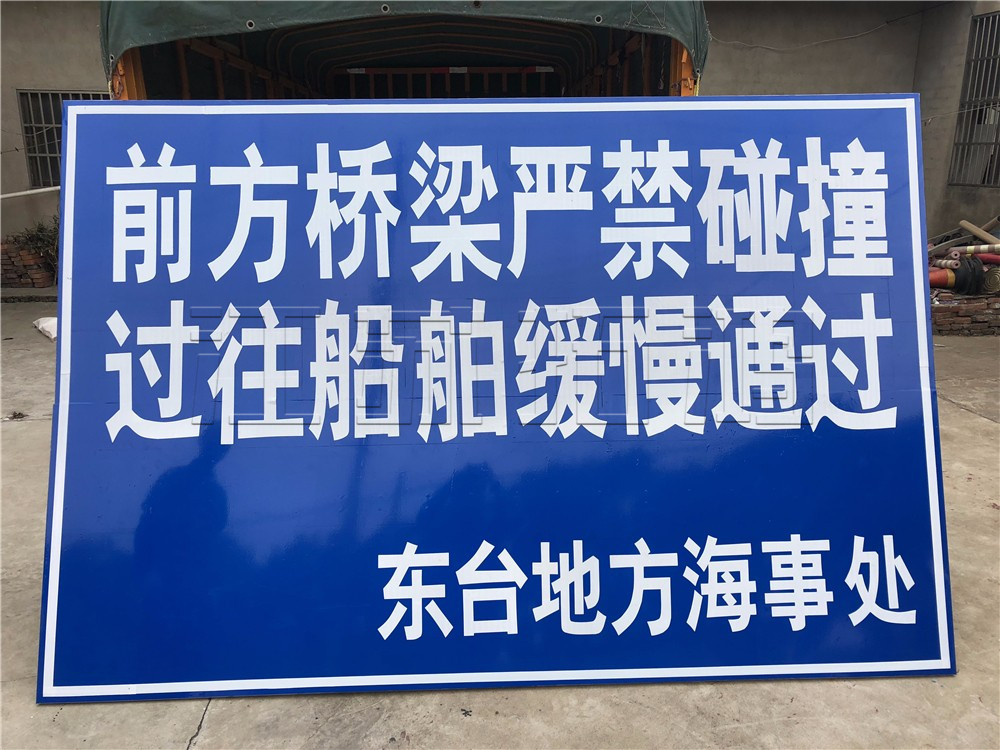 前方桥梁严禁碰撞
过往船舶缓慢通过
东台地方海事处